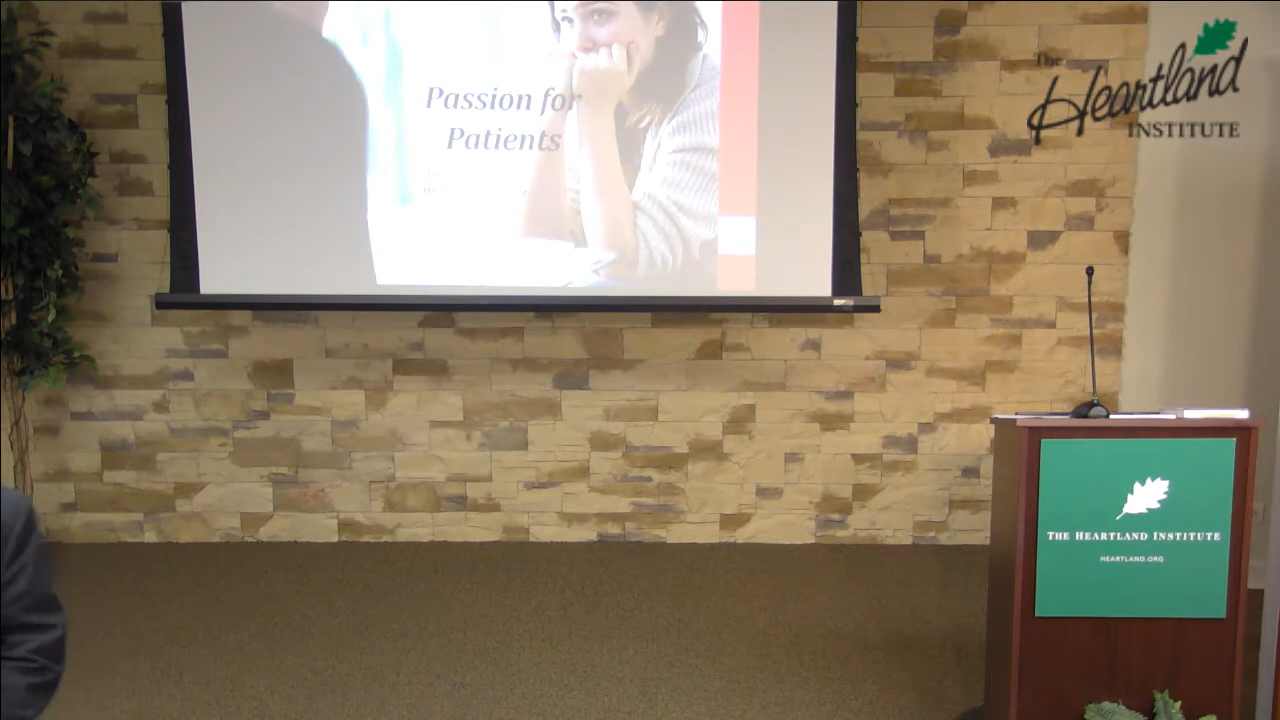 Passion for
Patients
The
Heartland
INSTITUTE
THE HEARTLAND INSTITUTE
HEARTLAND.ORG